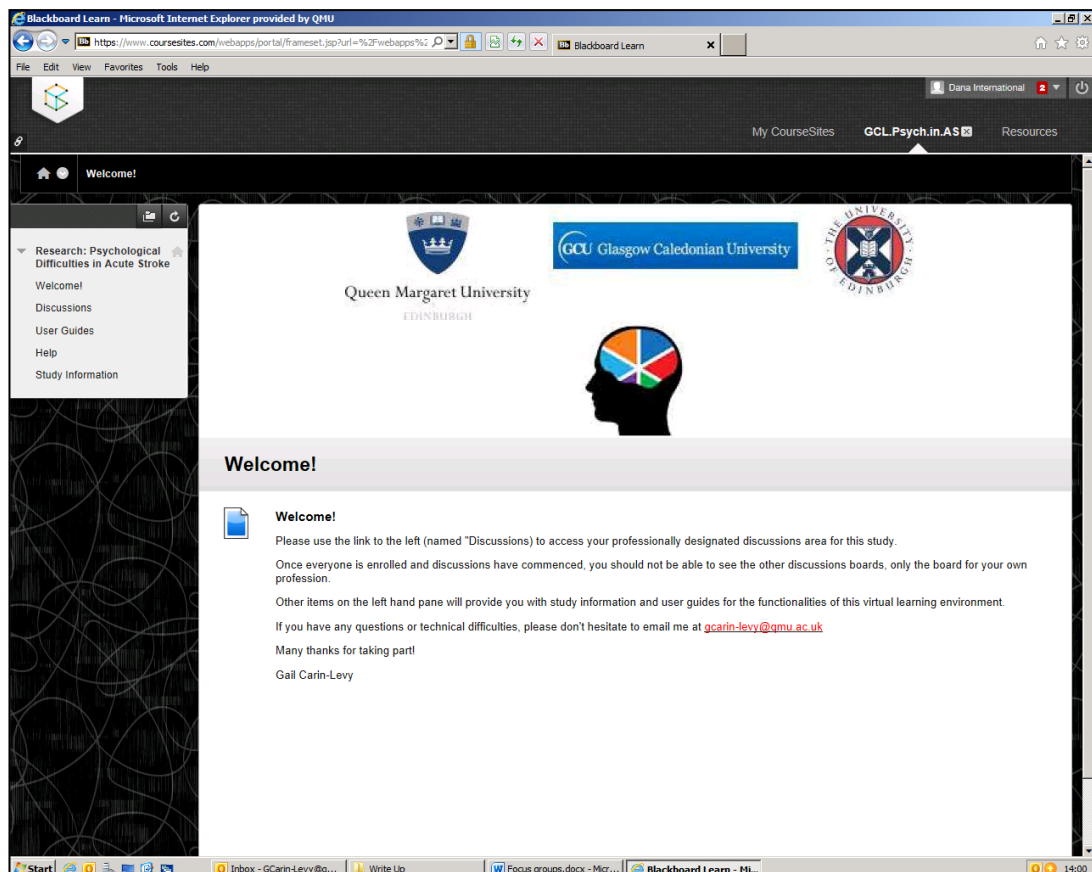 Blackboard Learn - Microsoft Internet Explorer provided by QMU
https://www.coursesites.com/webapps/portal/frameset.jsp?url=%2Fwebapps%2
Bb Blackboard Learn
File Edit View Favorites Tools Help
Dana International 2
My CourseSites GCL.Psych.in.AS Resources
Welcome!
Research: Psychological
Difficulties in Acute Stroke
Welcome!
Discussions
User Guides
Help
Study Information
Queen Margaret University
EDINBURGH
GCU Glasgow Caledonian University
THE UNIVERSITY OF EDINBURGH
Welcome!
Welcome!
Please use the link to the left (named "Discussions) to access your professionally designated discussions area for this study.
Once everyone is enrolled and discussions have commenced, you should not be able to see the other discussions boards, only the board for your own
profession.
Other items on the left hand pane will provide you with study information and user guides for the functionalities of this virtual learning environment.
If you have any questions or technical difficulties, please don't hesitate to email me at gcarin-levy@qmu.ac.uk
Many thanks for taking part!
Gail Carin-Levy
Start Inbox - GCarin-Levy@q... Write Up Focus groups.docx - Micr... Blackboard Learn - Mi... 14:00